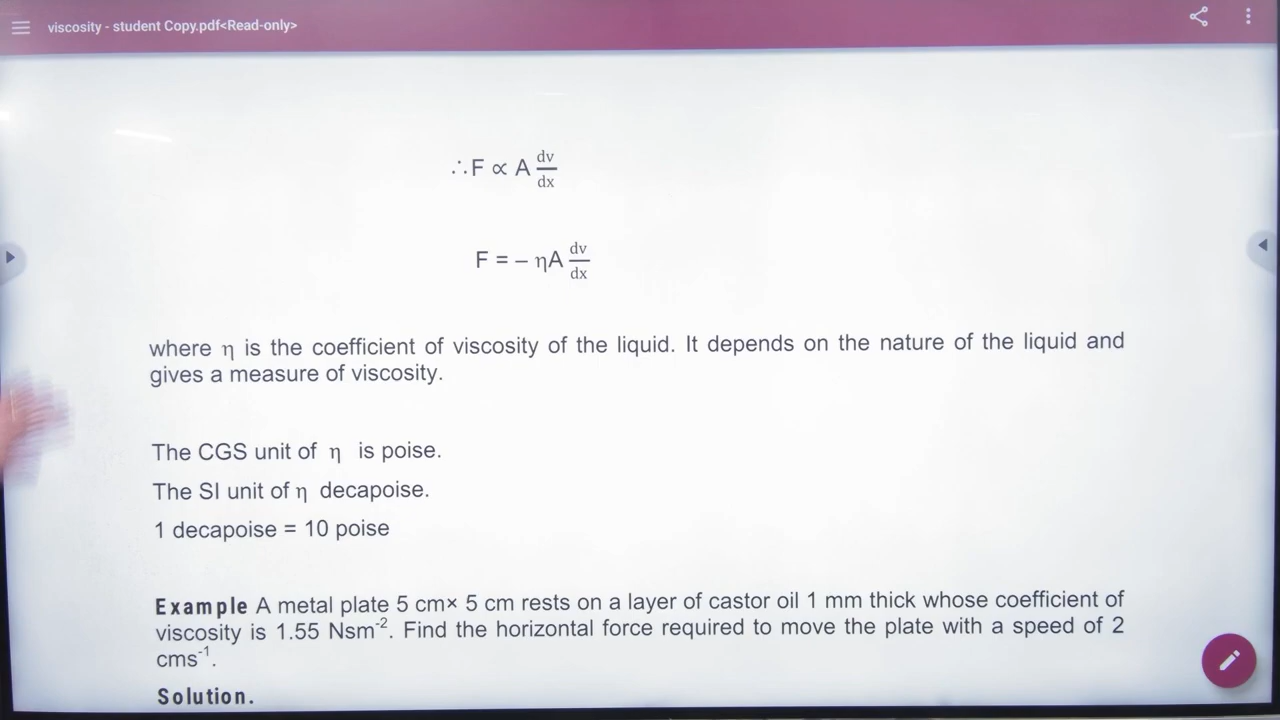 viscosity - student Copy.pdf<Read-only>
∴F ∝ A dv/dx
F = – ηA dv/dx
where η is the coefficient of viscosity of the liquid. It depends on the nature of the liquid and
gives a measure of viscosity.
The CGS unit of η is poise.
The SI unit of η decapoise.
1 decapoise = 10 poise
Example A metal plate 5 cm× 5 cm rests on a layer of castor oil 1 mm thick whose coefficient of
viscosity is 1.55 Nsm⁻². Find the horizontal force required to move the plate with a speed of 2
cms⁻¹.
Solution.